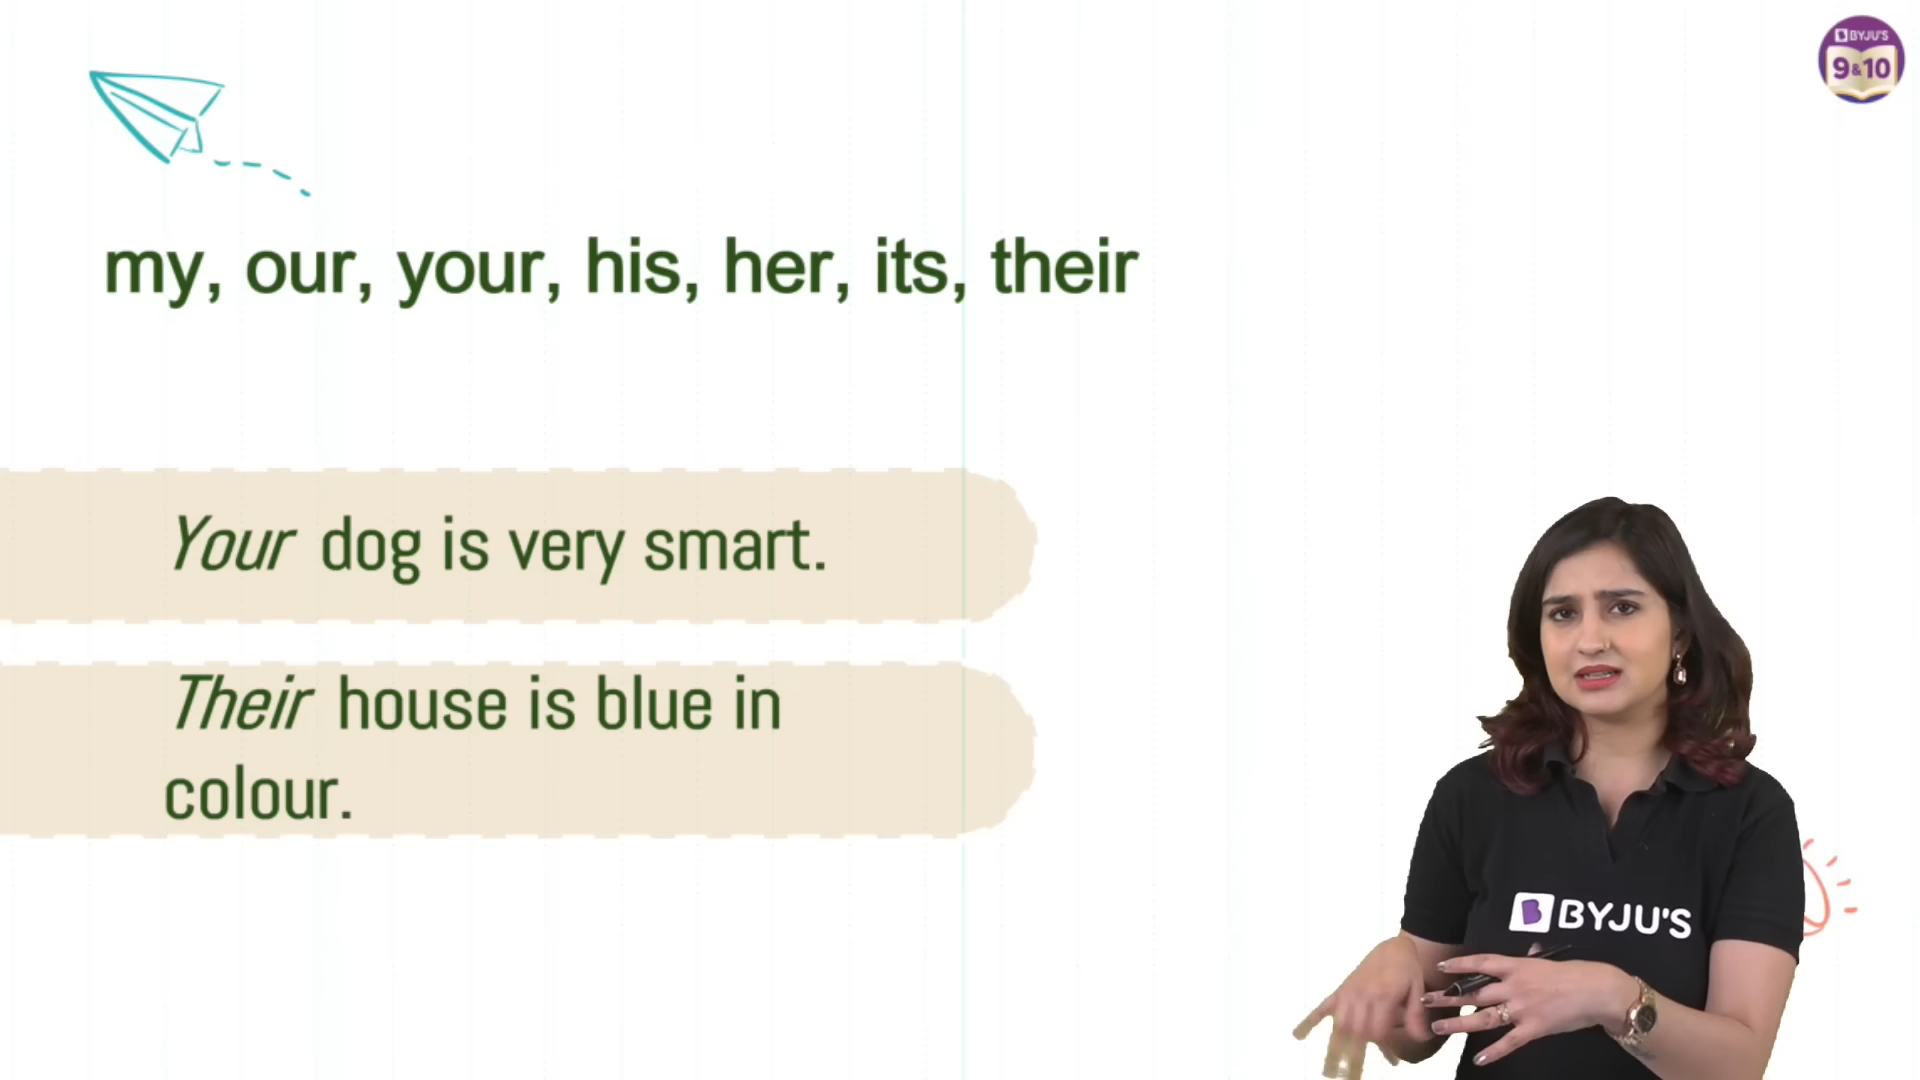 BYJU'S
9&10
my, our, your, his, her, its, their
Your dog is very smart.
Their house is blue in
colour.
BYJU'S